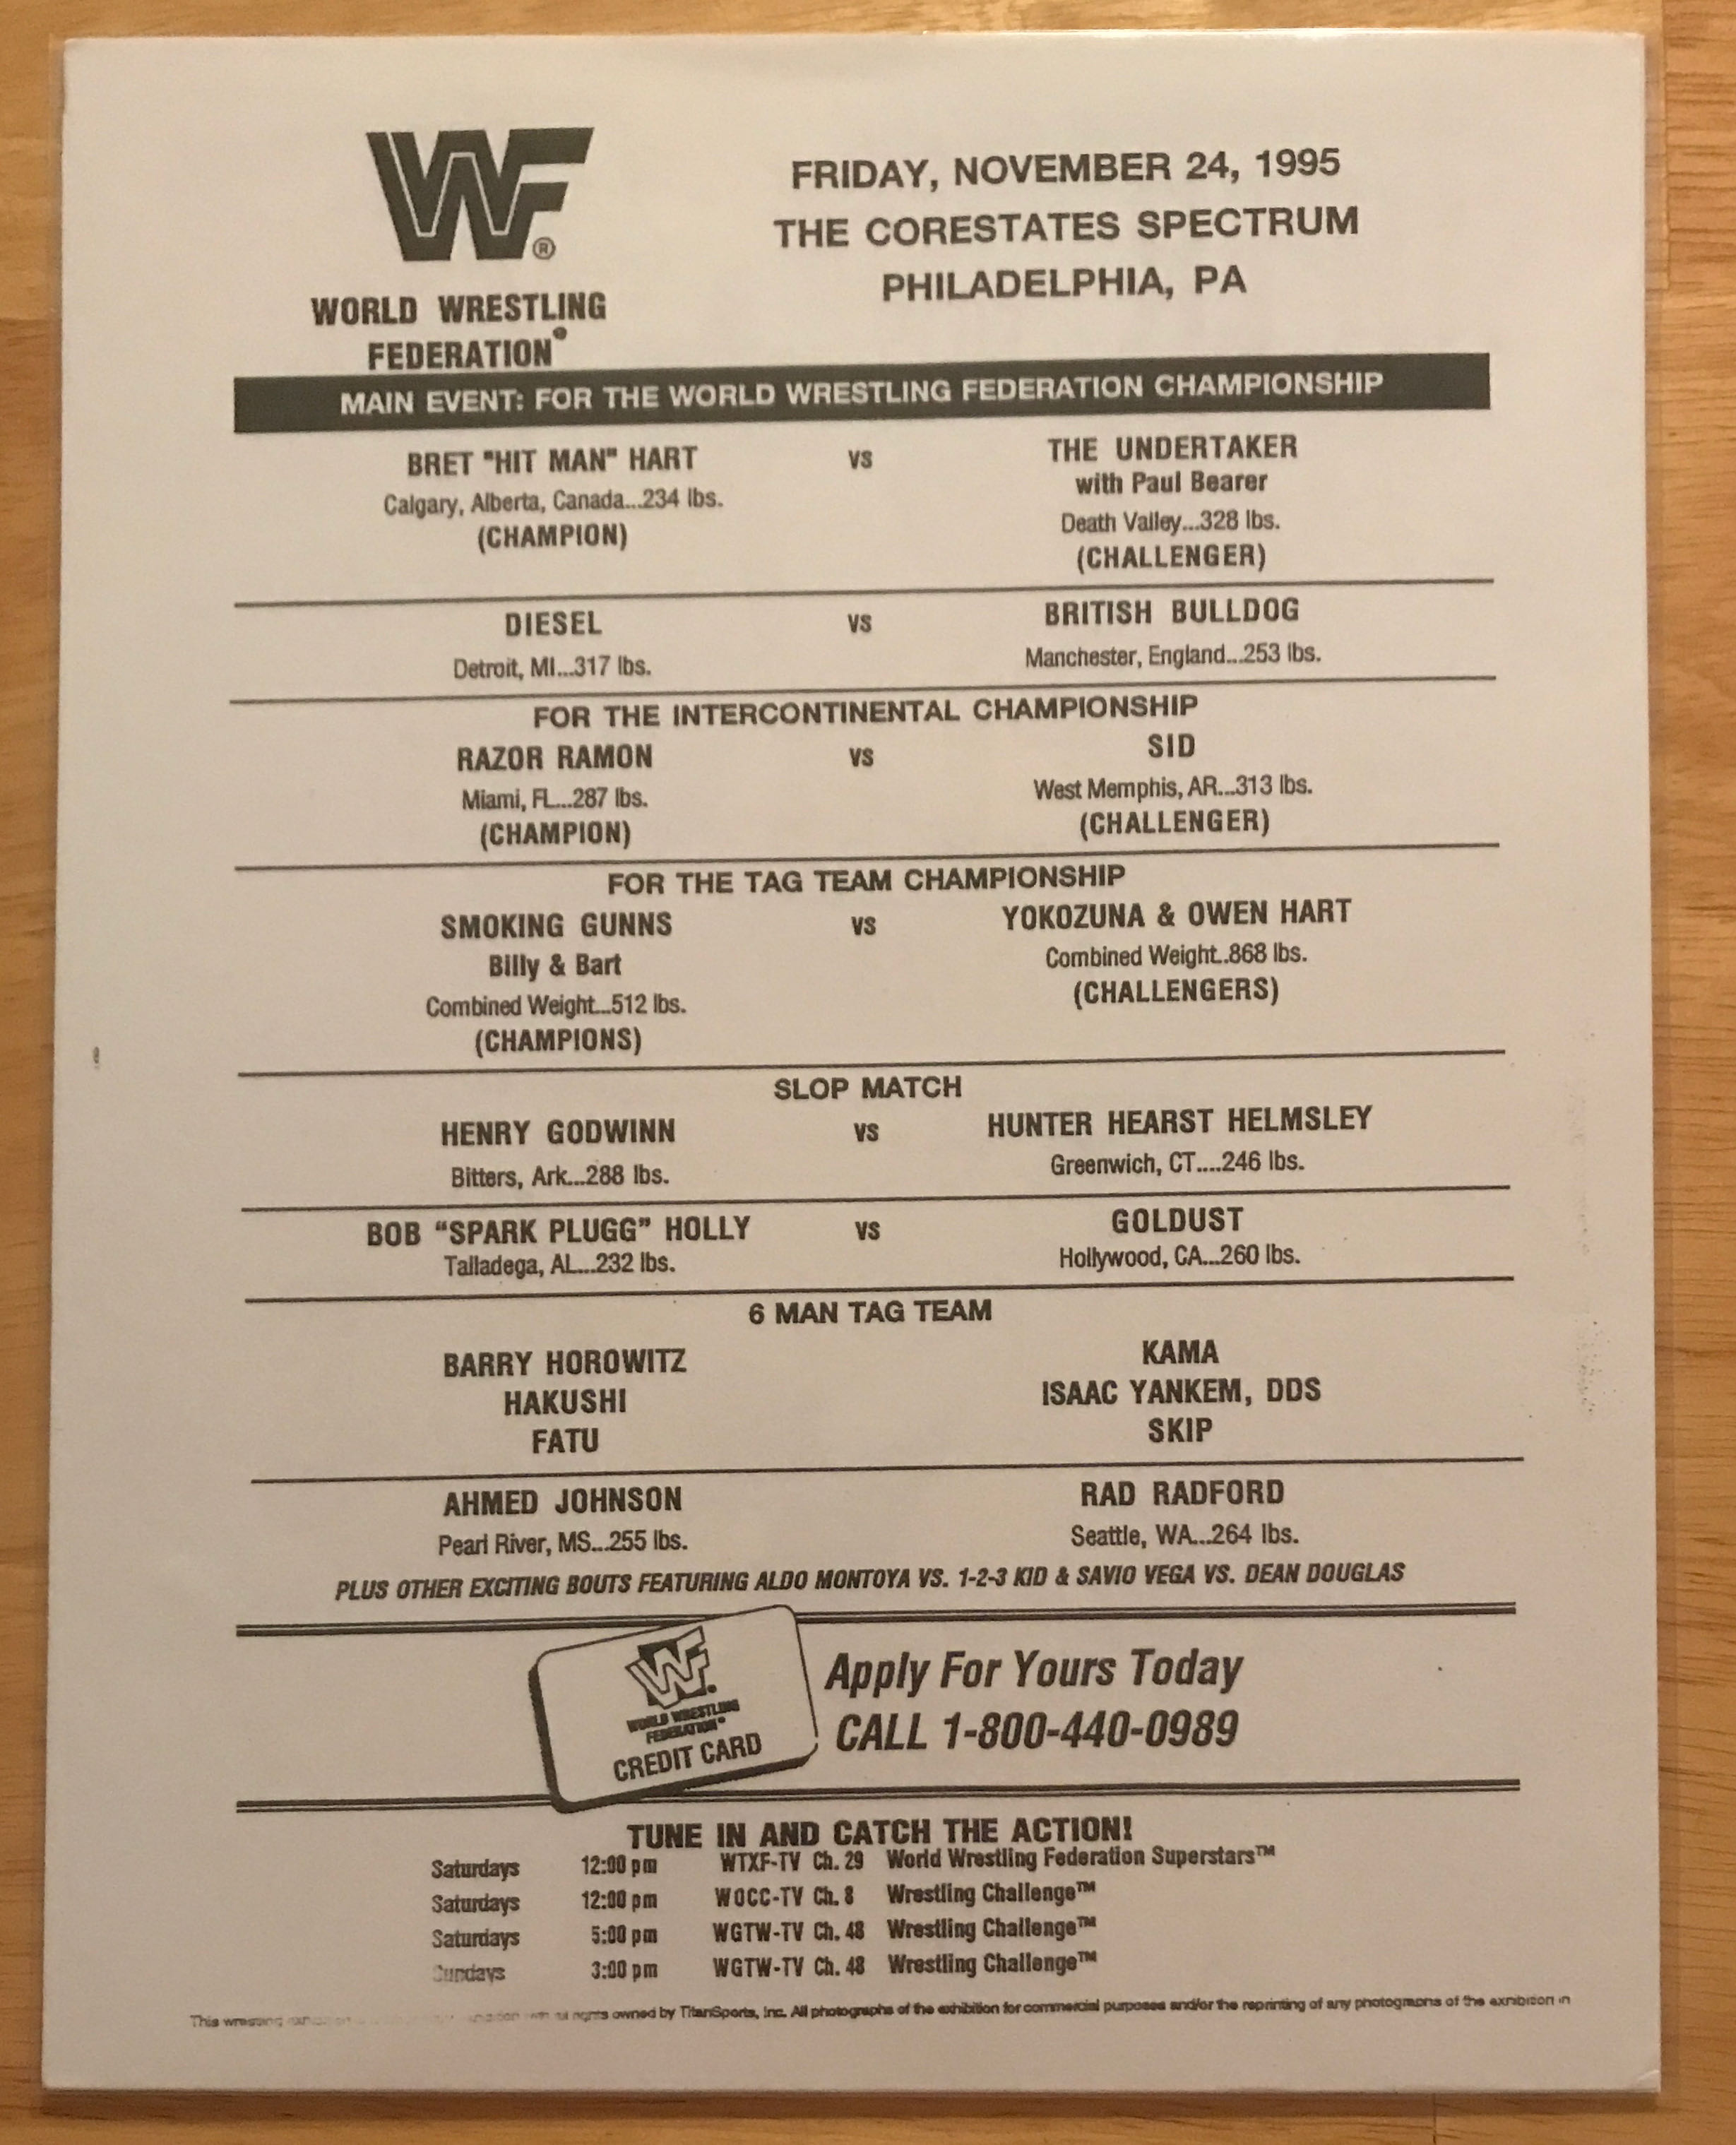 WF®
WORLD WRESTLING
FEDERATION®
FRIDAY, NOVEMBER 24, 1995
THE CORESTATES SPECTRUM
PHILADELPHIA, PA
MAIN EVENT: FOR THE WORLD WRESTLING FEDERATION CHAMPIONSHIP
BRET "HIT MAN" HART VS THE UNDERTAKER
with Paul Bearer
Calgary, Alberta, Canada...234 lbs. Death Valley...328 lbs.
(CHAMPION) (CHALLENGER)
DIESEL VS BRITISH BULLDOG
Detroit, MI...317 lbs. Manchester, England...253 lbs.
FOR THE INTERCONTINENTAL CHAMPIONSHIP
RAZOR RAMON VS SID
Miami, FL...287 lbs. West Memphis, AR...313 lbs.
(CHAMPION) (CHALLENGER)
FOR THE TAG TEAM CHAMPIONSHIP
SMOKING GUNNS VS YOKOZUNA & OWEN HART
Billy & Bart Combined Weight..868 lbs.
Combined Weight...512 lbs. (CHALLENGERS)
(CHAMPIONS)
SLOP MATCH
HENRY GODWINN VS HUNTER HEARST HELMSLEY
Bitters, Ark...288 lbs. Greenwich, CT....246 lbs.
BOB “SPARK PLUGG” HOLLY VS GOLDUST
Talladega, AL...232 lbs. Hollywood, CA...260 lbs.
6 MAN TAG TEAM
BARRY HOROWITZ KAMA
HAKUSHI ISAAC YANKEM, DDS
FATU SKIP
AHMED JOHNSON RAD RADFORD
Pearl River, MS...255 lbs. Seattle, WA...264 lbs.
PLUS OTHER EXCITING BOUTS FEATURING ALDO MONTOYA VS. 1-2-3 KID & SAVIO VEGA VS. DEAN DOUGLAS
WF
WORLD WRESTLING
FEDERATION
CREDIT CARD
Apply For Yours Today
CALL 1-800-440-0989
TUNE IN AND CATCH THE ACTION!
Saturdays 12:00 pm WTXF-TV Ch. 29 World Wrestling Federation Superstars™
Saturdays 12:00 pm WOCC-TV Ch. 8 Wrestling Challenge™
Saturdays 5:00 pm WGTW-TV Ch. 48 Wrestling Challenge™
Sundays 3:00 pm WGTW-TV Ch. 48 Wrestling Challenge™
This wrestling rights owned by TitanSports, Inc. All photographs of the exhibition for commercial purposes and/or the reprinting of any photographs of the exhibition in